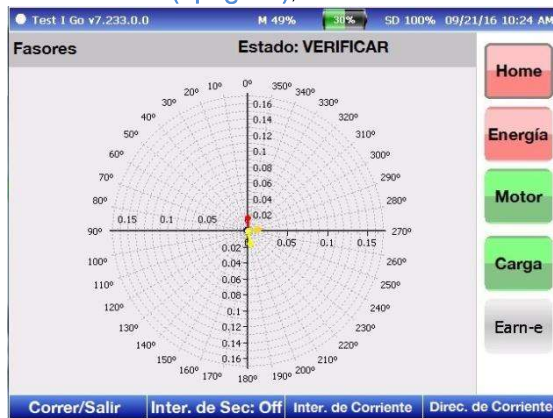 (apagado),
Test I Go v7.233.0.0 M 49% 30% SD 100% 09/21/16 10:24 AM
Fasores Estado: VERIFICAR
Home
Energía
Motor
Carga
Earn-e
0º 350º 340º 330º 320º 310º 300º 290º 280º 270º 260º 250º 240º 230º 220º 210º 200º 190º 180º 170º 160º 150º 140º 130º 120º 110º 100º 90º 80º 70º 60º 50º 40º 30º 20º 10º
0.16
0.14
0.12
0.1
0.08
0.06
0.04
0.02
0.15 0.1 0.05 0.05 0.1 0.15
0.02
0.04
0.06
0.08
0.1
0.12
0.14
0.16
Correr/Salir Inter. de Sec: Off Inter. de Corriente Direc. de Corriente